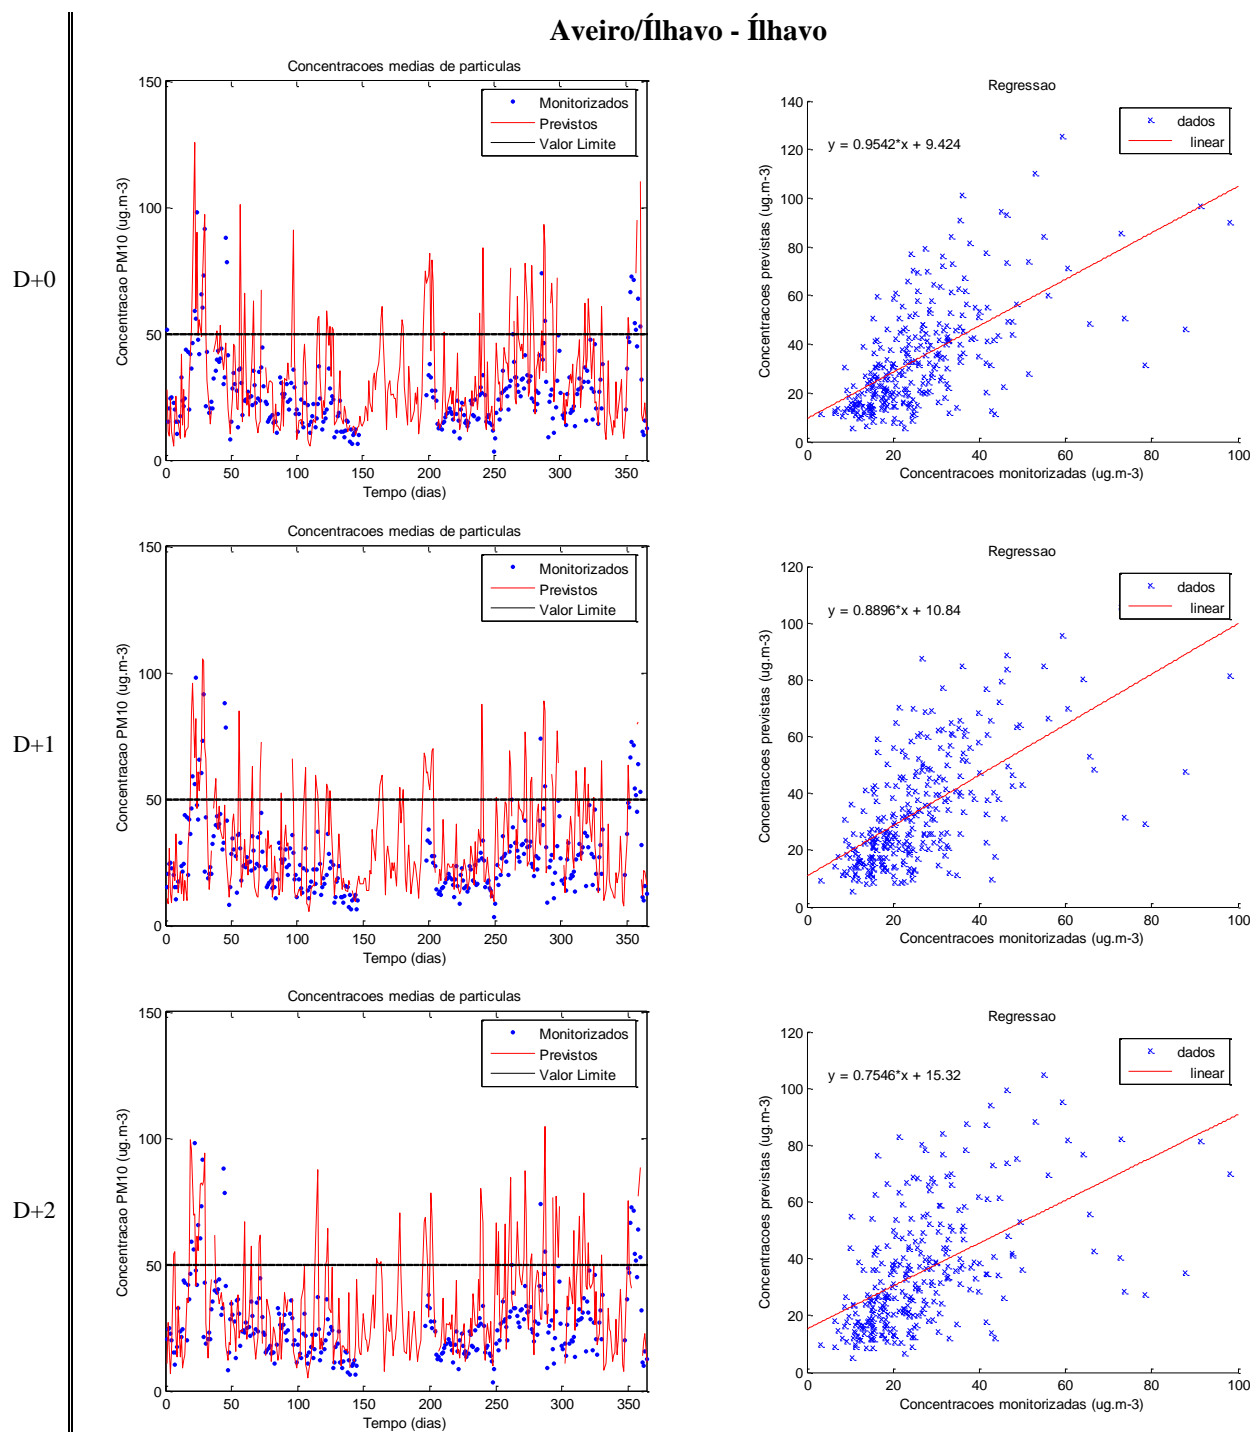 Aveiro/Ílhavo - Ílhavo
D+0
Concentracoes medias de particulas
150
100
50
0
Concentracao PM10 (ug.m-3)
Monitorizados
Previstos
Valor Limite
0 50 100 150 200 250 300 350
Tempo (dias)
Regressao
140
120
100
80
60
40
20
0
Concentracoes previstas (ug.m-3)
y = 0.9542*x + 9.424
dados
linear
0 20 40 60 80 100
Concentracoes monitorizadas (ug.m-3)
D+1
Concentracoes medias de particulas
150
100
50
0
Concentracao PM10 (ug.m-3)
Monitorizados
Previstos
Valor Limite
0 50 100 150 200 250 300 350
Tempo (dias)
Regressao
120
100
80
60
40
20
0
Concentracoes previstas (ug.m-3)
y = 0.8896*x + 10.84
dados
linear
0 20 40 60 80 100
Concentracoes monitorizadas (ug.m-3)
D+2
Concentracoes medias de particulas
150
100
50
0
Concentracao PM10 (ug.m-3)
Monitorizados
Previstos
Valor Limite
0 50 100 150 200 250 300 350
Tempo (dias)
Regressao
120
100
80
60
40
20
0
Concentracoes previstas (ug.m-3)
y = 0.7546*x + 15.32
dados
linear
0 20 40 60 80 100
Concentracoes monitorizadas (ug.m-3)